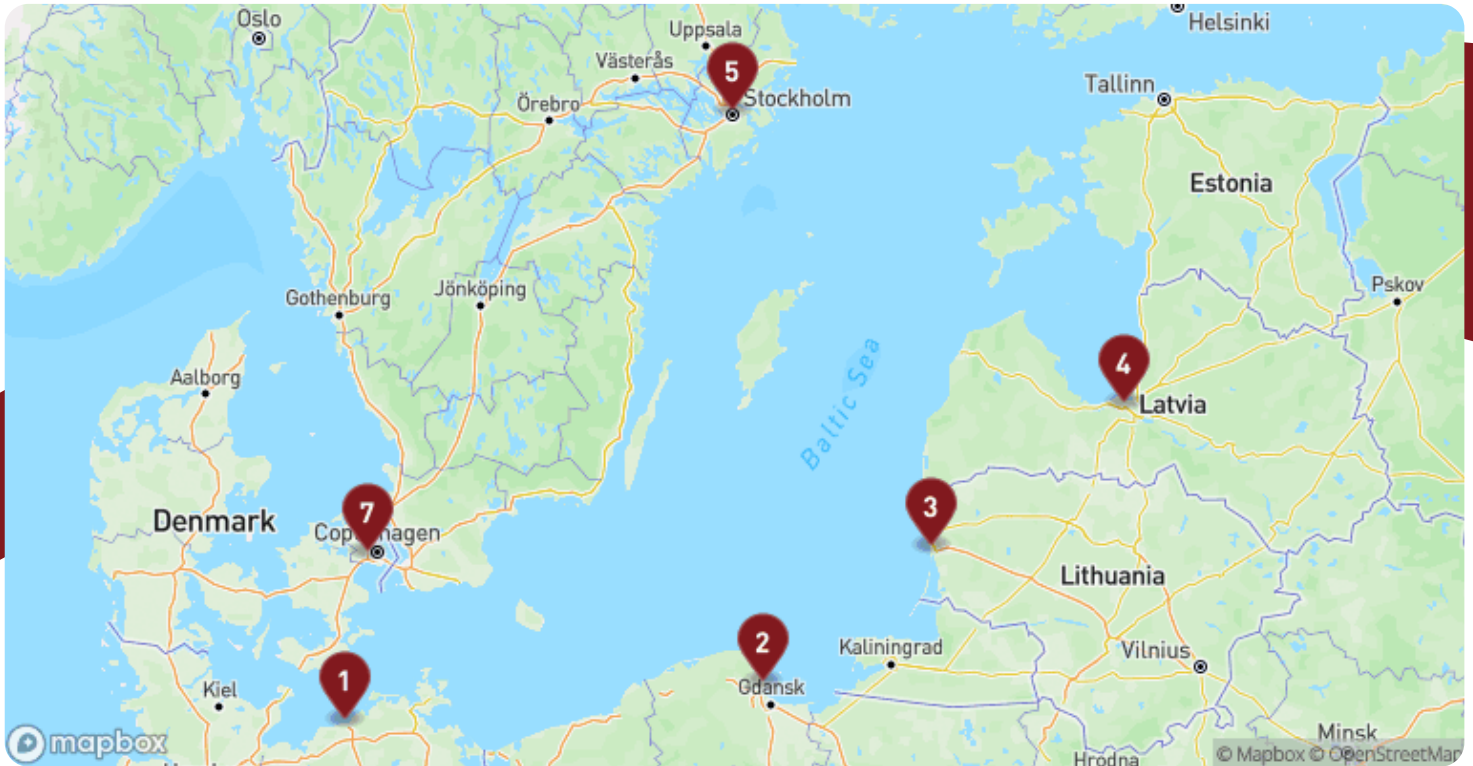 Oslo
Helsinki
Uppsala
Västerås
5
Stockholm
Tallinn
Örebro
Estonia
Pskov
Gothenburg
Jönköping
Aalborg
Baltic Sea
4
Latvia
3
7
Copenhagen
Denmark
Lithuania
2
Kaliningrad
Vilnius
1
Kiel
Gdansk
Minsk
mapbox
© Mapbox © OpenStreetMap
Hrodna